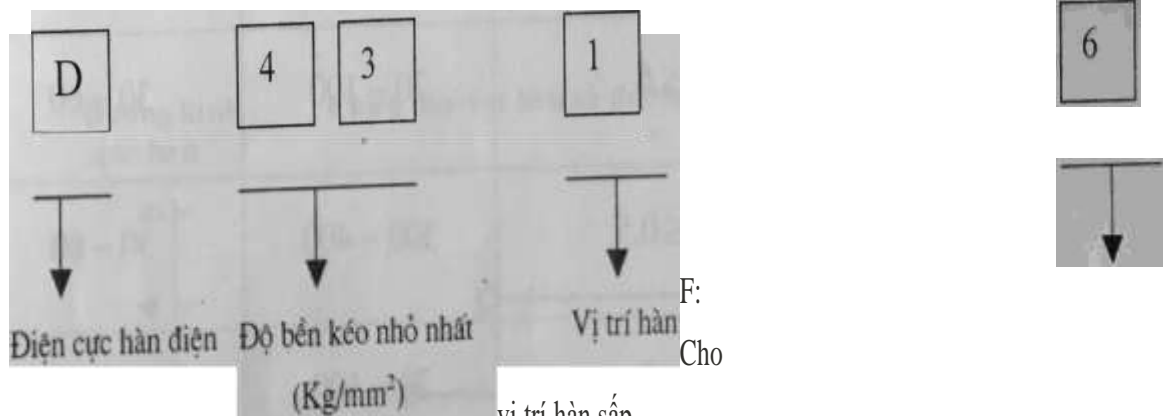 D 4 3 1 6
F:
Điện cực hàn điện Độ bền kéo nhỏ nhất Vị trí hàn
Cho
(Kg/mm²)
vị trí hàn sấp